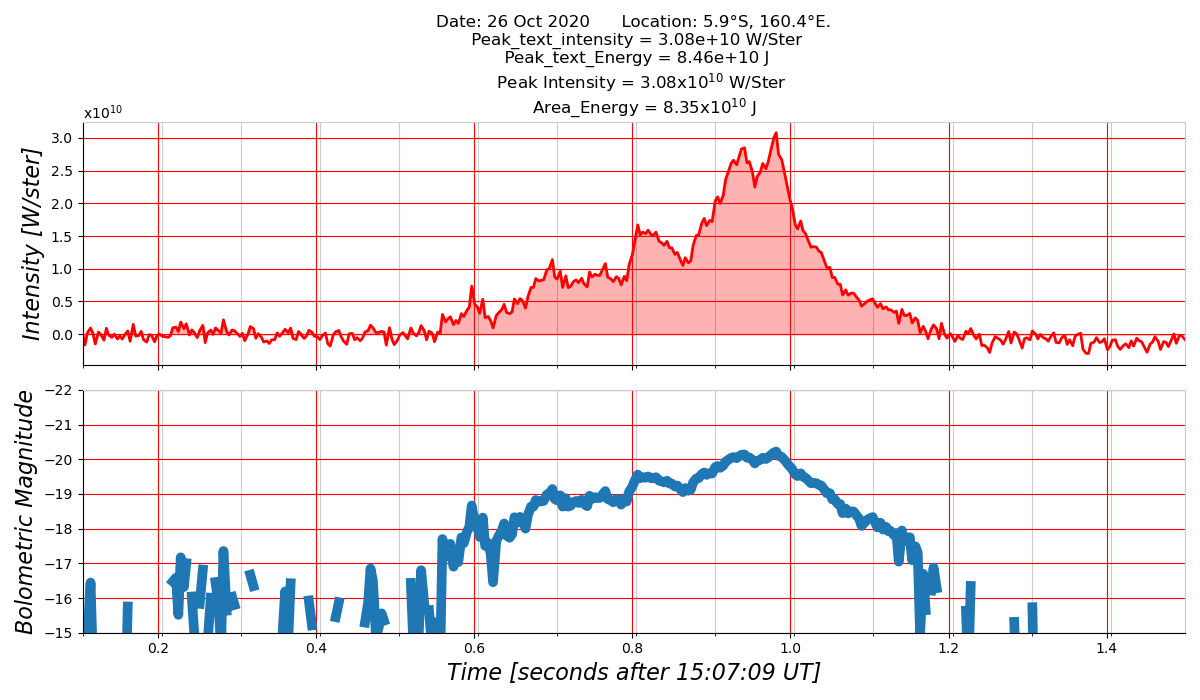 Date: 26 Oct 2020      Location: 5.9°S, 160.4°E.
Peak_text_intensity = 3.08e+10 W/Ster
Peak_text_Energy = 8.46e+10 J
Peak Intensity = 3.08x10¹⁰ W/Ster
Area_Energy = 8.35x10¹⁰ J
x10¹⁰
3.0
2.5
2.0
1.5
1.0
0.5
0.0
Intensity [W/ster]
−22
−21
−20
−19
−18
−17
−16
−15
Bolometric Magnitude
0.2 0.4 0.6 0.8 1.0 1.2 1.4
Time [seconds after 15:07:09 UT]